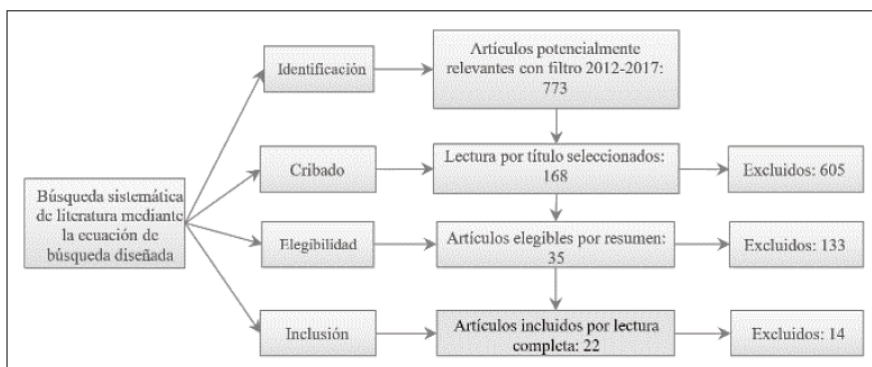 Identificación
Artículos potencialmente
relevantes con filtro 2012-2017:
773
Cribado
Lectura por título seleccionados:
168
Excluidos: 605
Búsqueda sistemática
de literatura mediante
la ecuación de
búsqueda diseñada
Elegibilidad
Artículos elegibles por resumen:
35
Excluidos: 133
Inclusión
Artículos incluidos por lectura
completa: 22
Excluidos: 14